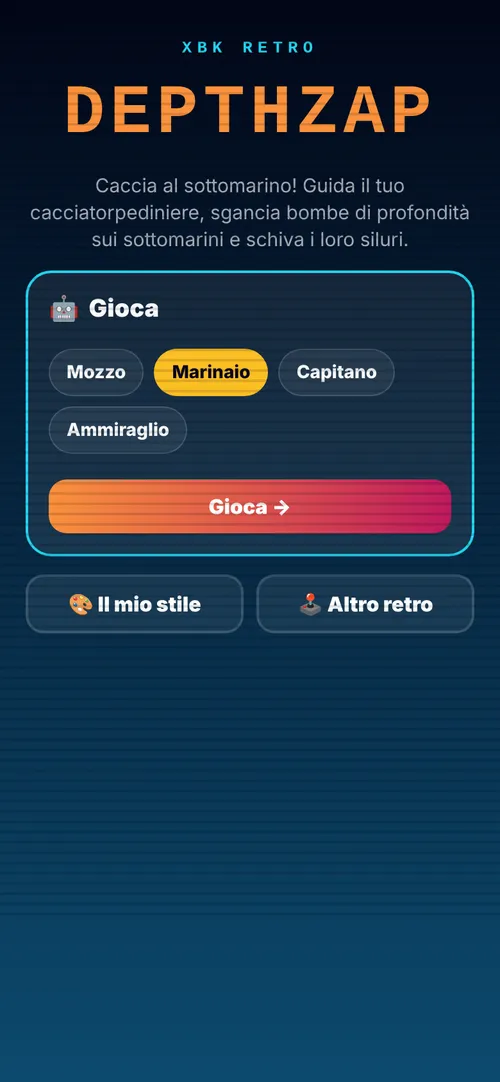 XBK RETRO
DEPTHZAP
Caccia al sottomarino! Guida il tuo
cacciatorpediniere, sgancia bombe di profondità
sui sottomarini e schiva i loro siluri.
🤖 Gioca
Mozzo Marinaio Capitano
Ammiraglio
Gioca →
🎨 Il mio stile 🕹️ Altro retro